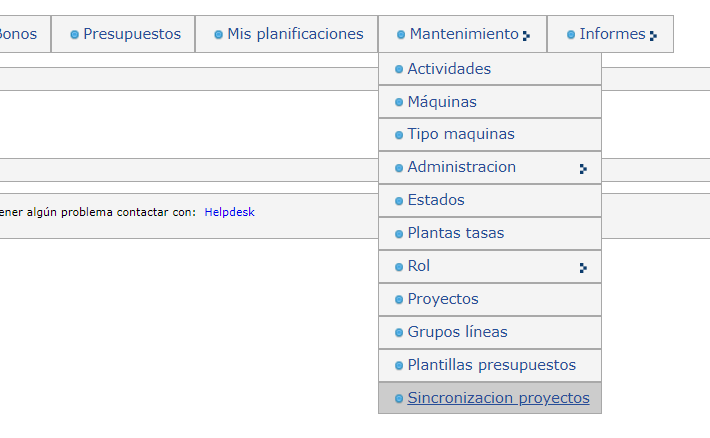 Bonos Presupuestos Mis planificaciones Mantenimiento Informes
Actividades
Máquinas
Tipo maquinas
Administracion
ener algún problema contactar con: Helpdesk
Estados
Plantas tasas
Rol
Proyectos
Grupos líneas
Plantillas presupuestos
Sincronizacion proyectos